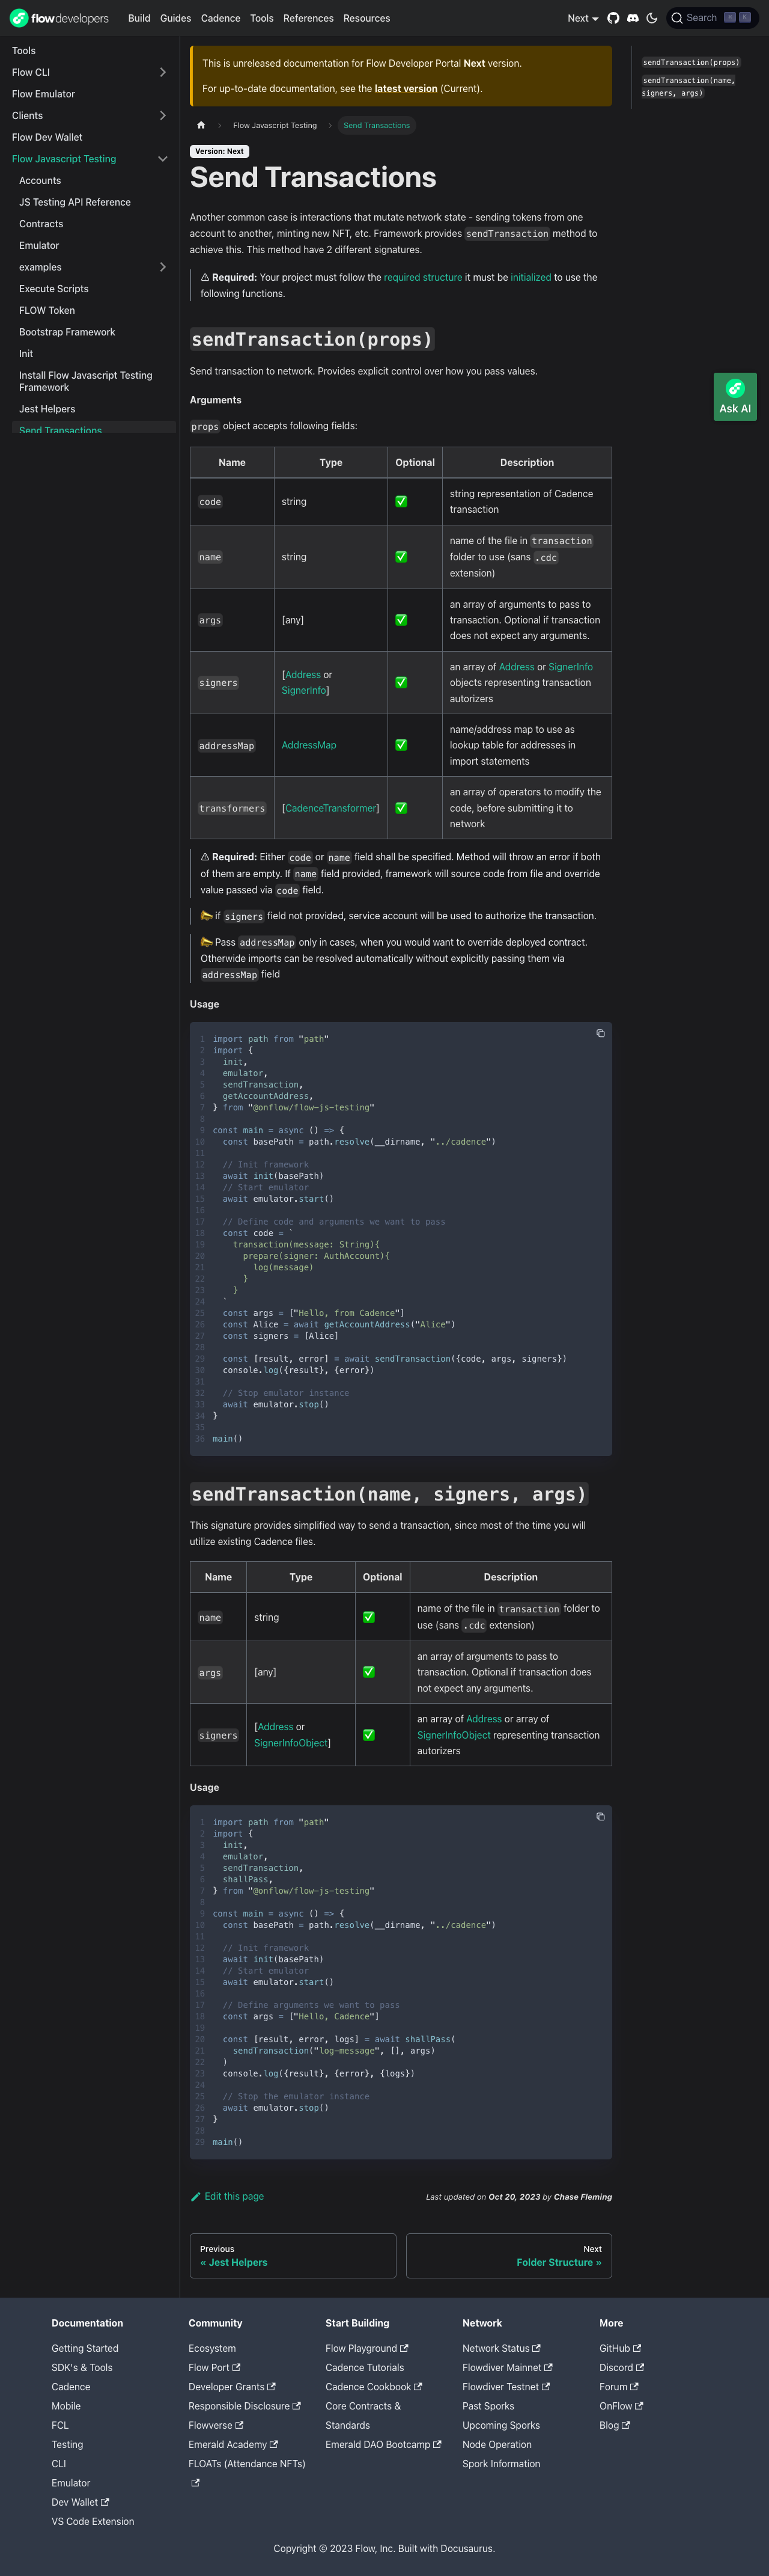 flowdevelopers Build Guides Cadence Tools References Resources Next Search ⌘ K
Tools
Flow CLI
Flow Emulator
Clients
Flow Dev Wallet
Flow Javascript Testing
Accounts
JS Testing API Reference
Contracts
Emulator
examples
Execute Scripts
FLOW Token
Bootstrap Framework
Init
Install Flow Javascript Testing
Framework
Jest Helpers
Send Transactions
This is unreleased documentation for Flow Developer Portal Next version.
For up-to-date documentation, see the latest version (Current).
Flow Javascript Testing › Send Transactions
Version: Next
Send Transactions
Another common case is interactions that mutate network state - sending tokens from one
account to another, minting new NFT, etc. Framework provides sendTransaction method to
achieve this. This method have 2 different signatures.
⚠ Required: Your project must follow the required structure it must be initialized to use the
following functions.
sendTransaction(props)
Send transaction to network. Provides explicit control over how you pass values.
Arguments
props object accepts following fields:
Name Type Optional Description
code string ✅ string representation of Cadence
transaction
name string ✅ name of the file in transaction
folder to use (sans .cdc
extension)
args [any] ✅ an array of arguments to pass to
transaction. Optional if transaction
does not expect any arguments.
signers [Address or
SignerInfo] ✅ an array of Address or SignerInfo
objects representing transaction
autorizers
addressMap AddressMap ✅ name/address map to use as
lookup table for addresses in
import statements
transformers [CadenceTransformer] ✅ an array of operators to modify the
code, before submitting it to
network
⚠ Required: Either code or name field shall be specified. Method will throw an error if both
of them are empty. If name field provided, framework will source code from file and override
value passed via code field.
📣 if signers field not provided, service account will be used to authorize the transaction.
📣 Pass addressMap only in cases, when you would want to override deployed contract.
Otherwide imports can be resolved automatically without explicitly passing them via
addressMap field
Usage
1 import path from "path"
2 import {
3 init,
4 emulator,
5 sendTransaction,
6 getAccountAddress,
7 } from "@onflow/flow-js-testing"
8
9 const main = async () => {
10 const basePath = path.resolve(__dirname, "../cadence")
11
12 // Init framework
13 await init(basePath)
14 // Start emulator
15 await emulator.start()
16
17 // Define code and arguments we want to pass
18 const code = `
19 transaction(message: String){
20 prepare(signer: AuthAccount){
21 log(message)
22 }
23 }
24 `
25 const args = ["Hello, from Cadence"]
26 const Alice = await getAccountAddress("Alice")
27 const signers = [Alice]
28
29 const [result, error] = await sendTransaction({code, args, signers})
30 console.log({result}, {error})
31
32 // Stop emulator instance
33 await emulator.stop()
34 }
35
36 main()
sendTransaction(name, signers, args)
This signature provides simplified way to send a transaction, since most of the time you will
utilize existing Cadence files.
Name Type Optional Description
name string ✅ name of the file in transaction folder to
use (sans .cdc extension)
args [any] ✅ an array of arguments to pass to
transaction. Optional if transaction does
not expect any arguments.
signers [Address or
SignerInfoObject] ✅ an array of Address or array of
SignerInfoObject representing transaction
autorizers
Usage
1 import path from "path"
2 import {
3 init,
4 emulator,
5 sendTransaction,
6 shallPass,
7 } from "@onflow/flow-js-testing"
8
9 const main = async () => {
10 const basePath = path.resolve(__dirname, "../cadence")
11
12 // Init framework
13 await init(basePath)
14 // Start emulator
15 await emulator.start()
16
17 // Define arguments we want to pass
18 const args = ["Hello, Cadence"]
19
20 const [result, error, logs] = await shallPass(
21 sendTransaction("log-message", [], args)
22 )
23 console.log({result}, {error}, {logs})
24
25 // Stop the emulator instance
26 await emulator.stop()
27 }
28
29 main()
Edit this page Last updated on Oct 20, 2023 by Chase Fleming
Previous
« Jest Helpers
Next
Folder Structure »
sendTransaction(props)
sendTransaction(name,
signers, args)
Ask AI
Documentation
Getting Started
SDK's & Tools
Cadence
Mobile
FCL
Testing
CLI
Emulator
Dev Wallet
VS Code Extension
Community
Ecosystem
Flow Port
Developer Grants
Responsible Disclosure
Flowverse
Emerald Academy
FLOATs (Attendance NFTs)
Start Building
Flow Playground
Cadence Tutorials
Cadence Cookbook
Core Contracts &
Standards
Emerald DAO Bootcamp
Network
Network Status
Flowdiver Mainnet
Flowdiver Testnet
Past Sporks
Upcoming Sporks
Node Operation
Spork Information
More
GitHub
Discord
Forum
OnFlow
Blog
Copyright © 2023 Flow, Inc. Built with Docusaurus.